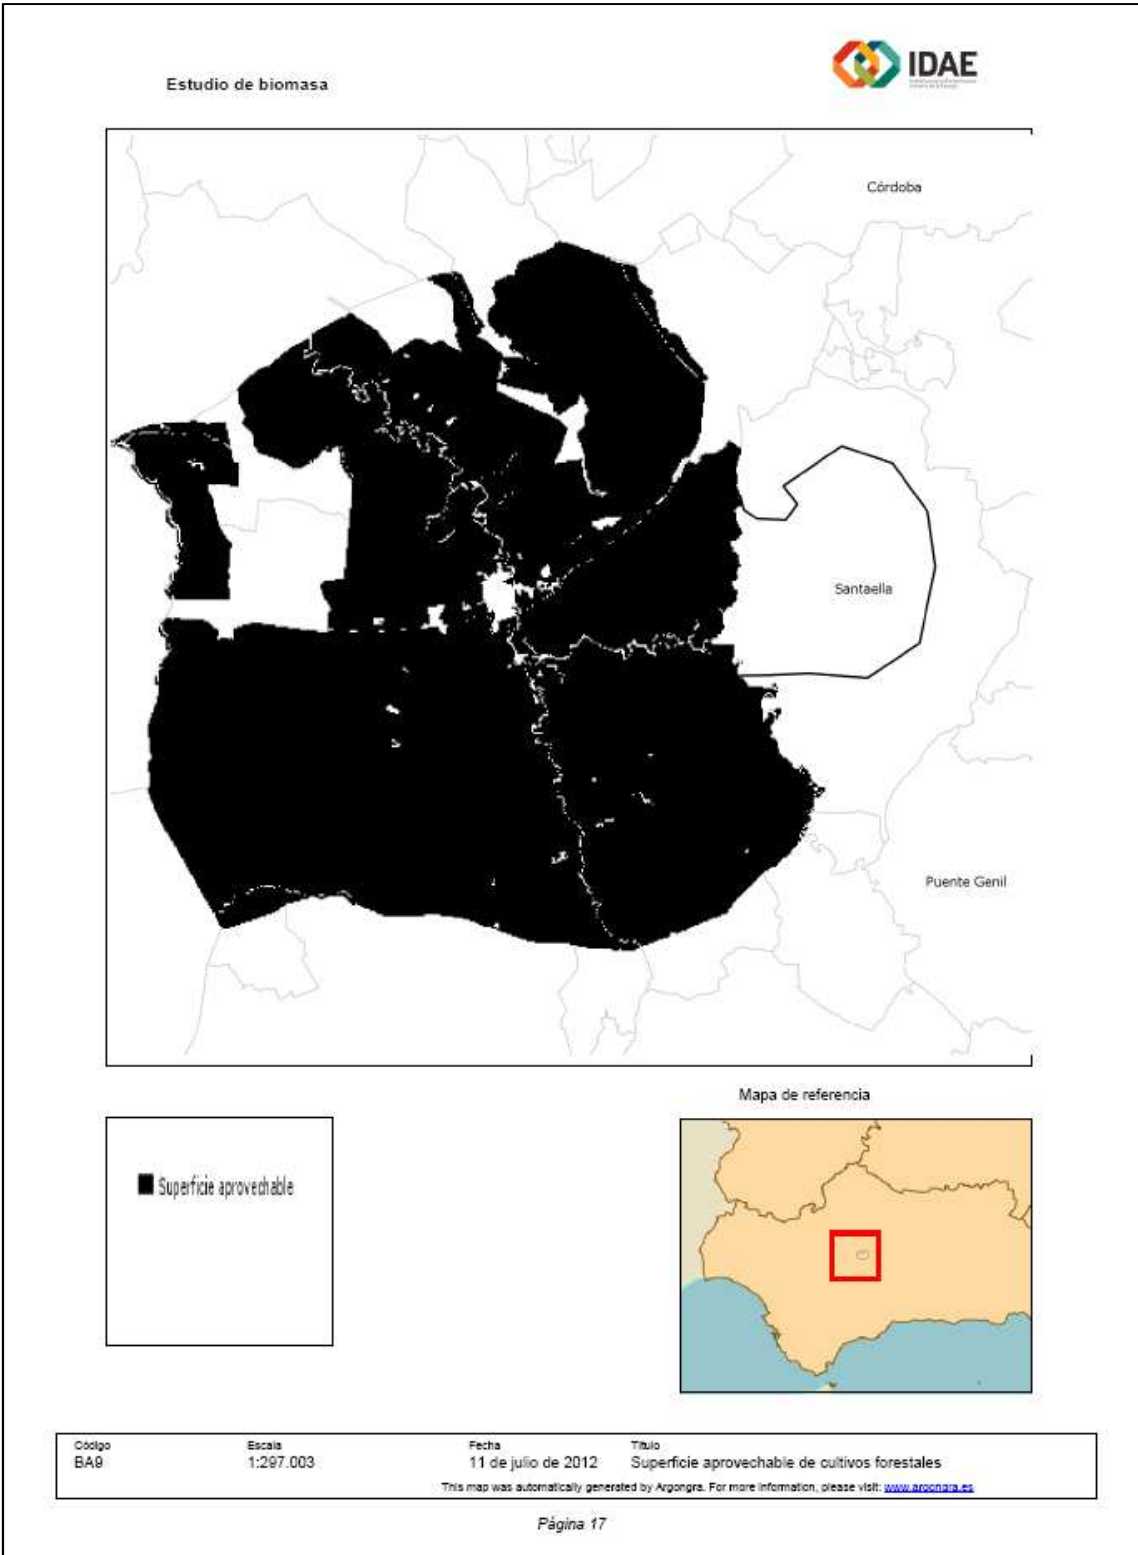 Estudio de biomasa
IDAE
Córdoba
Santaella
Puente Genil
Mapa de referencia
Superficie aprovechable
Código
BA9
Escala
1:297.003
Fecha
11 de julio de 2012
Título
Superficie aprovechable de cultivos forestales
This map was automatically generated by Argongra. For more information, please visit: www.argongra.es
Página 17